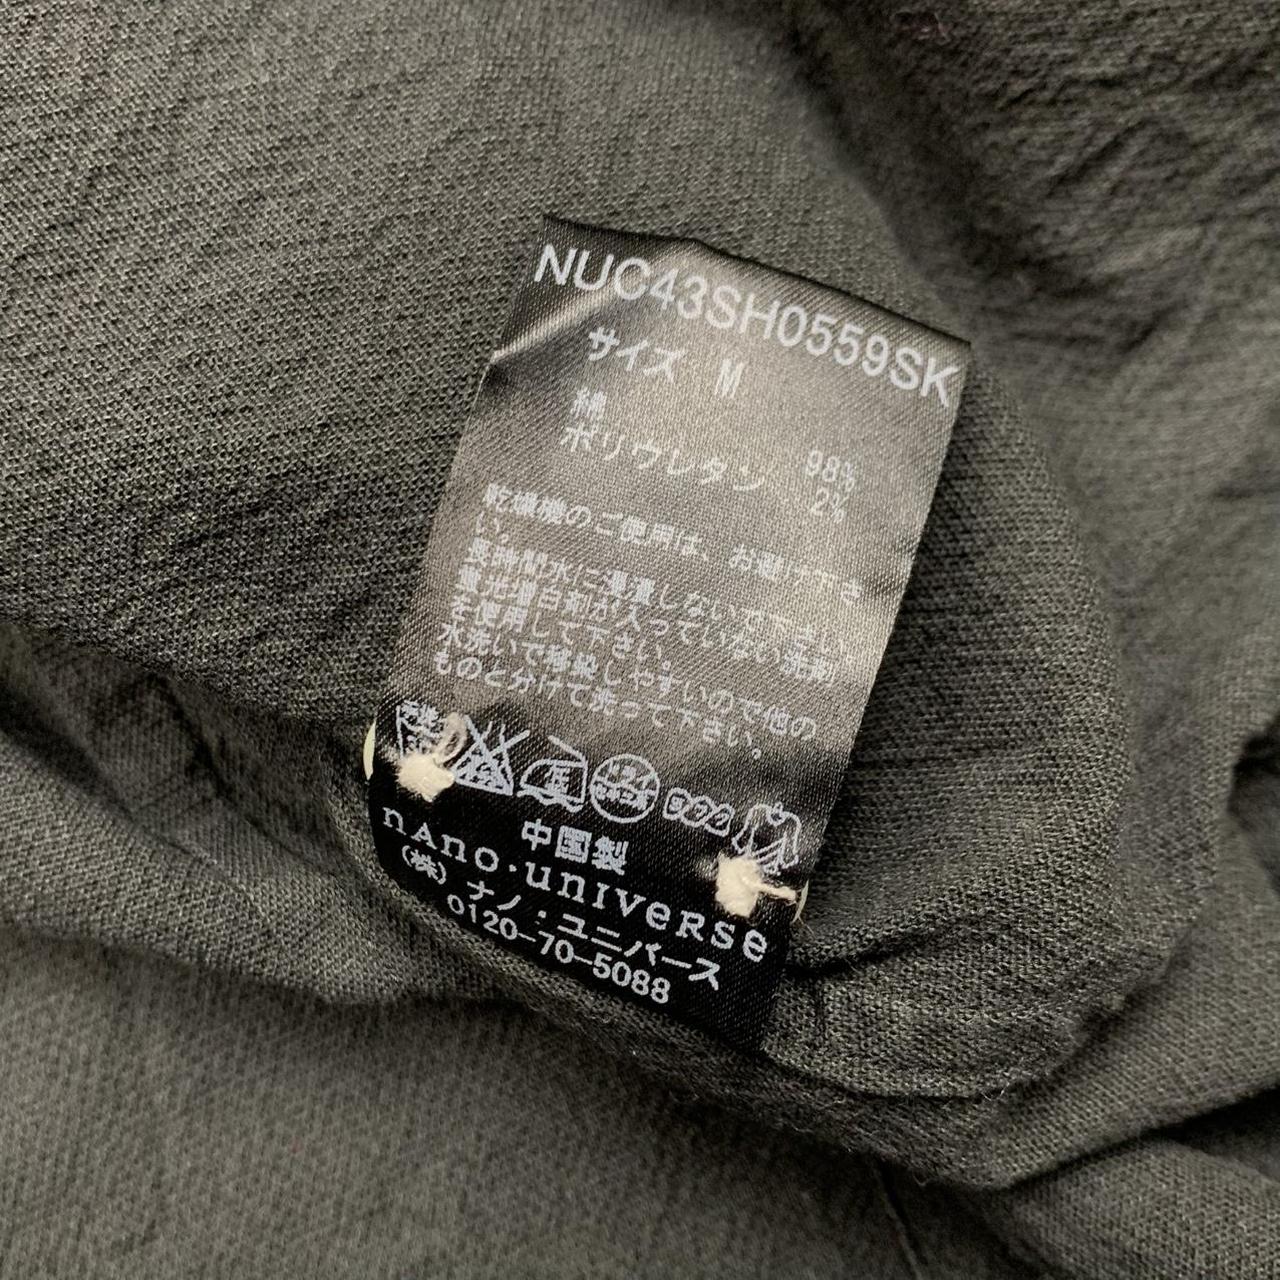 NUC43SH0559SK
サイズ M
綿 98%
ポリウレタン 2%
乾燥機のご使用は、お避け下さ
い。
長時間水に浸漬しないで下さい。
蛍光増白剤が入っていない洗剤
を使用して下さい。
水洗いで移染しやすいので他の
ものと分けて洗って下さい。
中国製
nano・universe
(株) ナノ・ユニバース
0120-70-5088